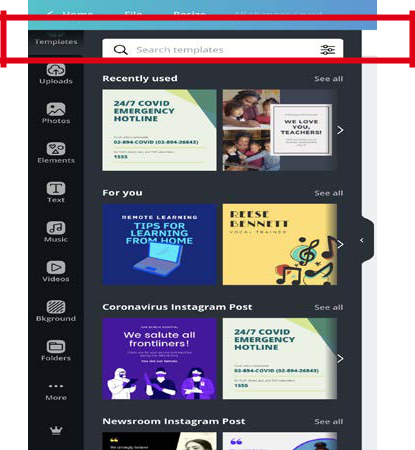 Home File Resize
Templates
Search templates
Uploads
Photos
Elements
Text
Music
Videos
Bkground
Folders
More
Recently used See all
24/7 COVID
EMERGENCY
HOTLINE
02-894-COVID (02-894-26843)
1555
WE LOVE
YOU,
TEACHERS!
For you See all
REMOTE LEARNING
TIPS FOR
LEARNING
FROM HOME
REESE
BENNETT
VOCAL TRAINER
Coronavirus Instagram Post See all
We salute all
frontliners!
24/7 COVID
EMERGENCY
HOTLINE
02-894-COVID (02-894-26843)
1555
Newsroom Instagram Post See all